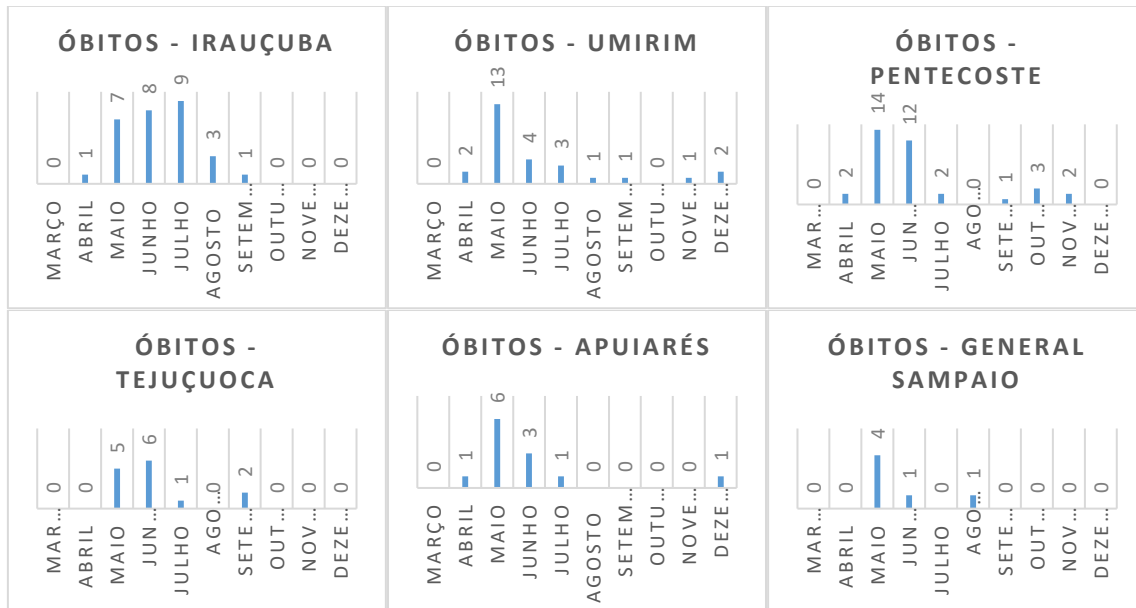 ÓBITOS - IRAUÇUBA
0 1 7 8 9 3 1 0 0 0
MARÇO ABRIL MAIO JUNHO JULHO AGOSTO SETEM... OUTU... NOVE... DEZE...
ÓBITOS - UMIRIM
0 2 13 4 3 1 1 0 1 2
MARÇO ABRIL MAIO JUNHO JULHO AGOSTO SETEM... OUTU... NOVE... DEZE...
ÓBITOS -
PENTECOSTE
0 2 14 12 2 0 1 3 2 0
MAR... ABRIL MAIO JUN... JULHO AGO... SETE... OUT... NOV... DEZE...
ÓBITOS -
TEJUÇUOCA
0 0 5 6 1 0 2 0 0 0
MAR... ABRIL MAIO JUN... JULHO AGO... SETE... OUT... NOV... DEZE...
ÓBITOS - APUIARÉS
0 1 6 3 1 0 0 0 0 1
MARÇO ABRIL MAIO JUNHO JULHO AGOSTO SETEM... OUTU... NOVE... DEZE...
ÓBITOS - GENERAL
SAMPAIO
0 0 4 1 0 1 0 0 0 0
MAR... ABRIL MAIO JUN... JULHO AGO... SETE... OUT... NOV... DEZE...